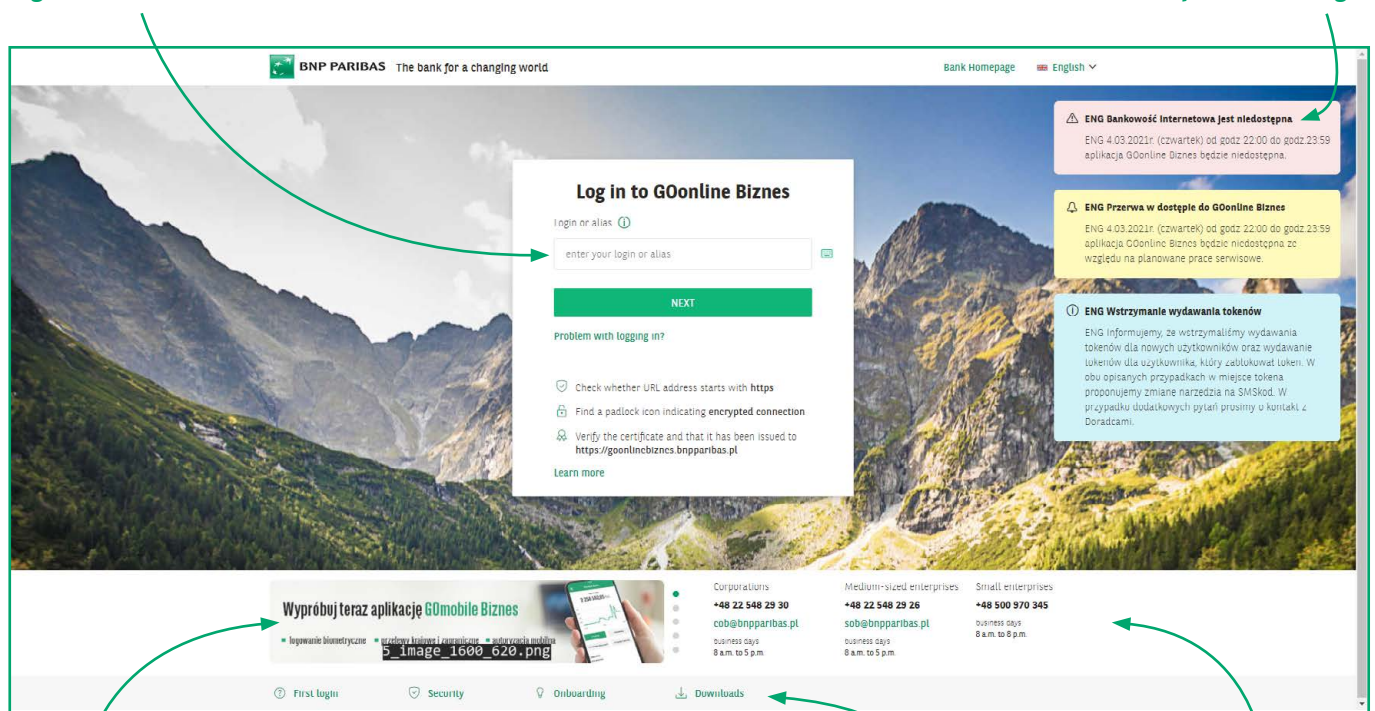 BNP PARIBAS The bank for a changing world
Bank Homepage English
ENG Bankowość Internetowa jest niedostępna
ENG 4.03.2021r. (czwartek) od godz 22:00 do godz.23:59
aplikacja GOonline Biznes będzie niedostępna.
Log in to GOonline Biznes
Login or alias
enter your login or alias
NEXT
Problem with logging in?
Check whether URL address starts with https
Find a padlock icon indicating encrypted connection
Verify the certificate and that it has been issued to
https://goonlinebiznes.bnpparibas.pl
Learn more
ENG Przerwa w dostępie do GOonline Biznes
ENG 4.03.2021r. (czwartek) od godz 22:00 do godz 23:59
aplikacja GOonline Biznes będzie niedostępna ze
względu na planowane prace serwisowe.
ENG Wstrzymanie wydawania tokenów
ENG Informujemy, że wstrzymaliśmy wydawania
tokenów dla nowych użytkowników oraz wydawanie
tokenów dla użytkownika, który zablokował token. W
obu opisanych przypadkach w miejsce tokena
proponujemy zmiane narzedzia na SMSkod. W
przypadku dodatkowych pytań prosimy o kontakt z
Doradcami.
Wypróbuj teraz aplikację GOmobile Biznes
logowanie biometryczne przelewy krajowe i zagraniczne autoryzacja mobilna
5_image_1600_620.png
Corporations
+48 22 548 29 30
cob@bnpparibas.pl
business days
8 a.m. to 5 p.m.
Medium-sized enterprises
+48 22 548 29 26
sob@bnpparibas.pl
business days
8 a.m. to 5 p.m.
Small enterprises
+48 500 970 345
business days
8 a.m. to 8 p.m.
First login Security Onboarding Downloads